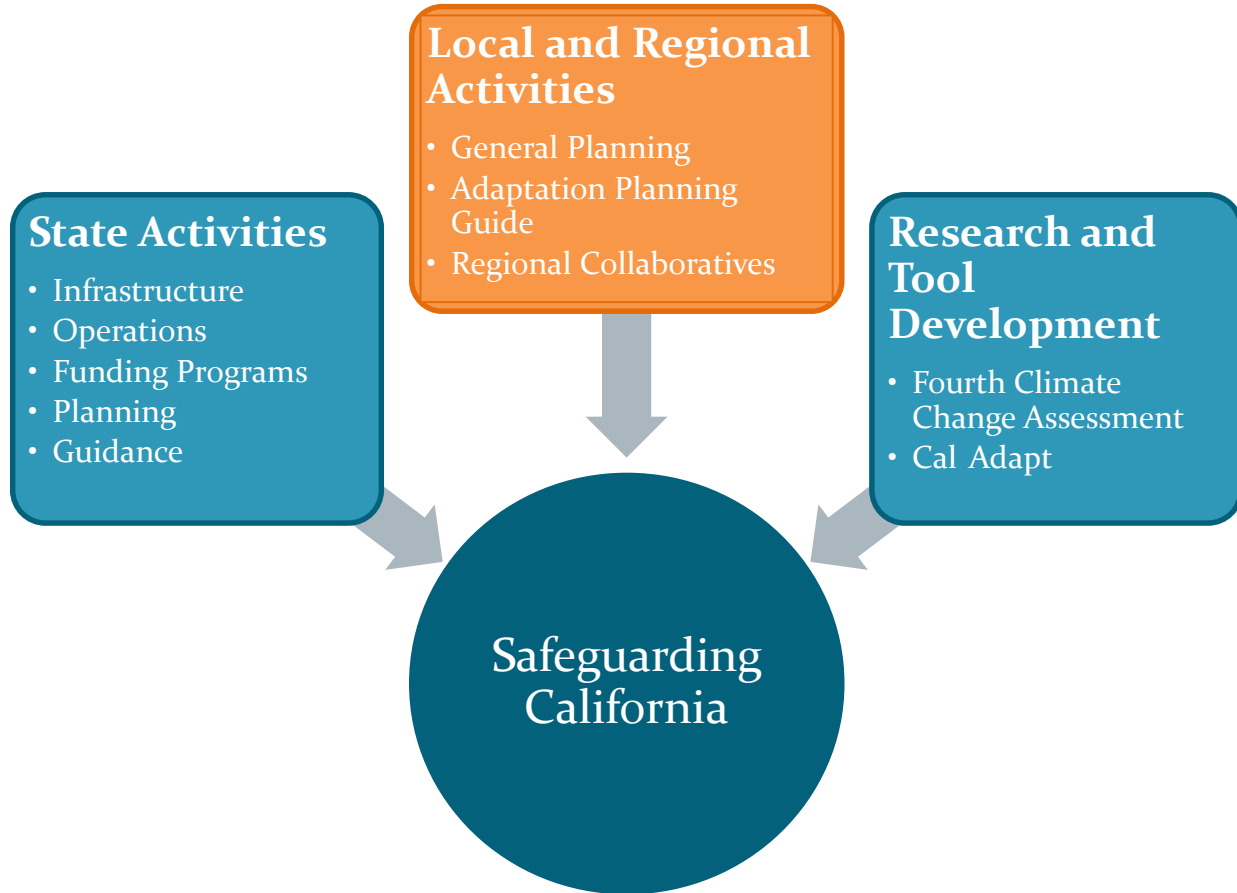 Local and Regional
Activities
• General Planning
• Adaptation Planning
Guide
• Regional Collaboratives
State Activities
• Infrastructure
• Operations
• Funding Programs
• Planning
• Guidance
Research and
Tool
Development
• Fourth Climate
Change Assessment
• Cal Adapt
Safeguarding
California